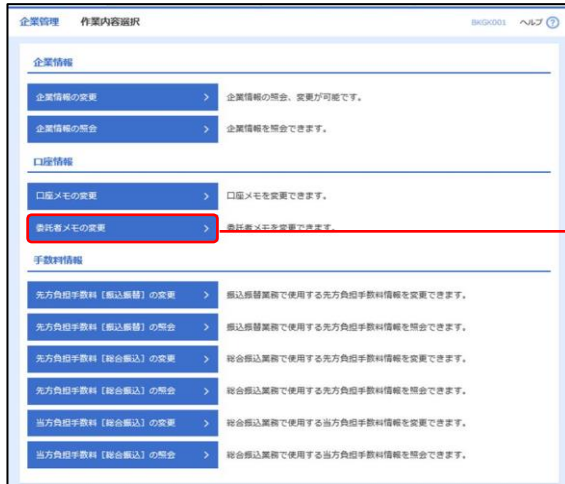 企業管理 作業内容選択 BKGK001 ヘルプ ?
企業情報
企業情報の変更 > 企業情報の照会、変更が可能です。
企業情報の照会 > 企業情報を照会できます。
口座情報
口座メモの変更 > 口座メモを変更できます。
委託者メモの変更 > 委託者メモを変更できます。
手数料情報
先方負担手数料［振込振替］の変更 > 振込振替業務で使用する先方負担手数料情報を変更できます。
先方負担手数料［振込振替］の照会 > 振込振替業務で使用する先方負担手数料情報を照会できます。
先方負担手数料［総合振込］の変更 > 総合振込業務で使用する先方負担手数料情報を変更できます。
先方負担手数料［総合振込］の照会 > 総合振込業務で使用する先方負担手数料情報を照会できます。
当方負担手数料［総合振込］の変更 > 総合振込業務で使用する当方負担手数料情報を変更できます。
当方負担手数料［総合振込］の照会 > 総合振込業務で使用する当方負担手数料情報を照会できます。